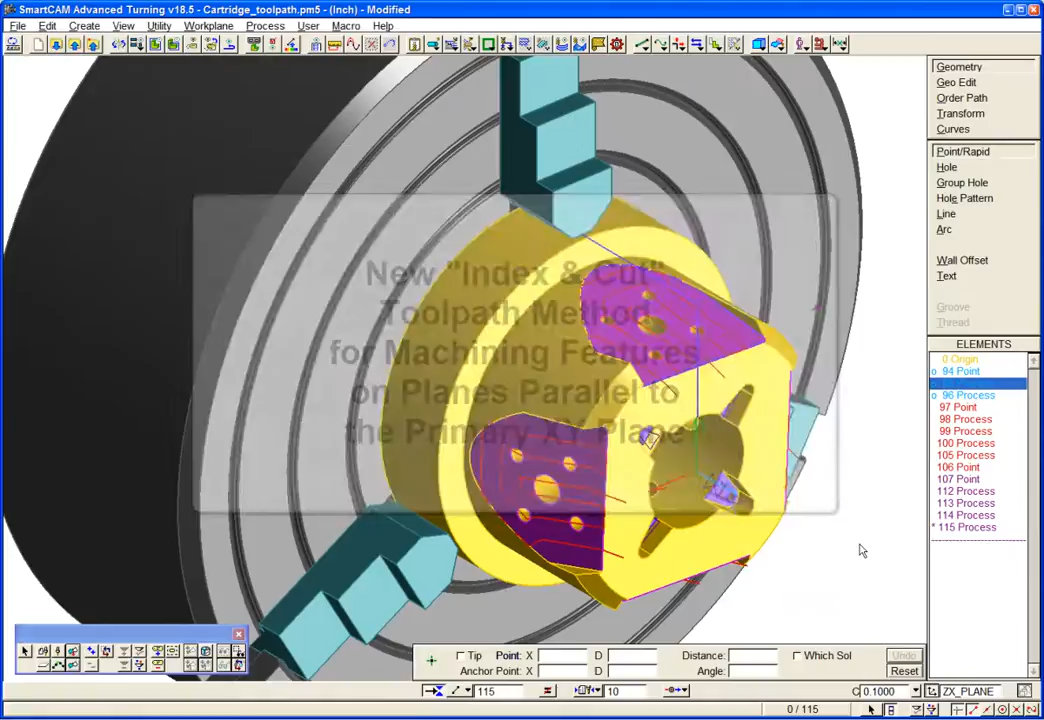 SmartCAM Advanced Turning v18.5 - Cartridge_toolpath.pm5 - (Inch) - Modified
File Edit Create View Utility Workplane Process User Macro Help
Geometry
Geo Edit
Order Path
Transform
Curves
Point/Rapid
Hole
Group Hole
Hole Pattern
Line
Arc
Wall Offset
Text
Groove
Thread
ELEMENTS
0 Origin
o 94 Point
o 96 Process
97 Point
98 Process
99 Process
100 Process
105 Process
106 Point
107 Point
112 Process
113 Process
114 Process
* 115 Process
New "Index & Cut"
Toolpath Method
for Machining Features
on Planes Parallel to
the Primary XY Plane
Tip Point: X D Distance: Which Sol Undo
Anchor Point: X D Angle: Reset
115 10 C 0.1000 ZX_PLANE
0 / 115